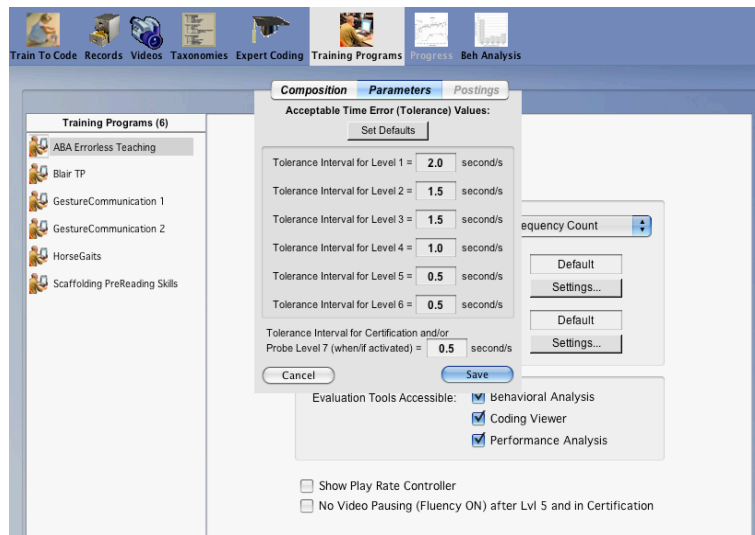 Train To Code Records Videos Taxonomies Expert Coding Training Programs Progress Beh Analysis
Composition Parameters Postings
Acceptable Time Error (Tolerance) Values:
Set Defaults
Training Programs (6)
ABA Errorless Teaching
Blair TP
GestureCommunication 1
GestureCommunication 2
HorseGaits
Scaffolding PreReading Skills
Tolerance Interval for Level 1 = 2.0 second/s
Tolerance Interval for Level 2 = 1.5 second/s
Tolerance Interval for Level 3 = 1.5 second/s
Tolerance Interval for Level 4 = 1.0 second/s
Tolerance Interval for Level 5 = 0.5 second/s
Tolerance Interval for Level 6 = 0.5 second/s
Tolerance Interval for Certification and/or
Probe Level 7 (when/if activated) = 0.5 second/s
Cancel Save
equency Count
Default
Settings...
Default
Settings...
Evaluation Tools Accessible: Behavioral Analysis
Coding Viewer
Performance Analysis
Show Play Rate Controller
No Video Pausing (Fluency ON) after Lvl 5 and in Certification